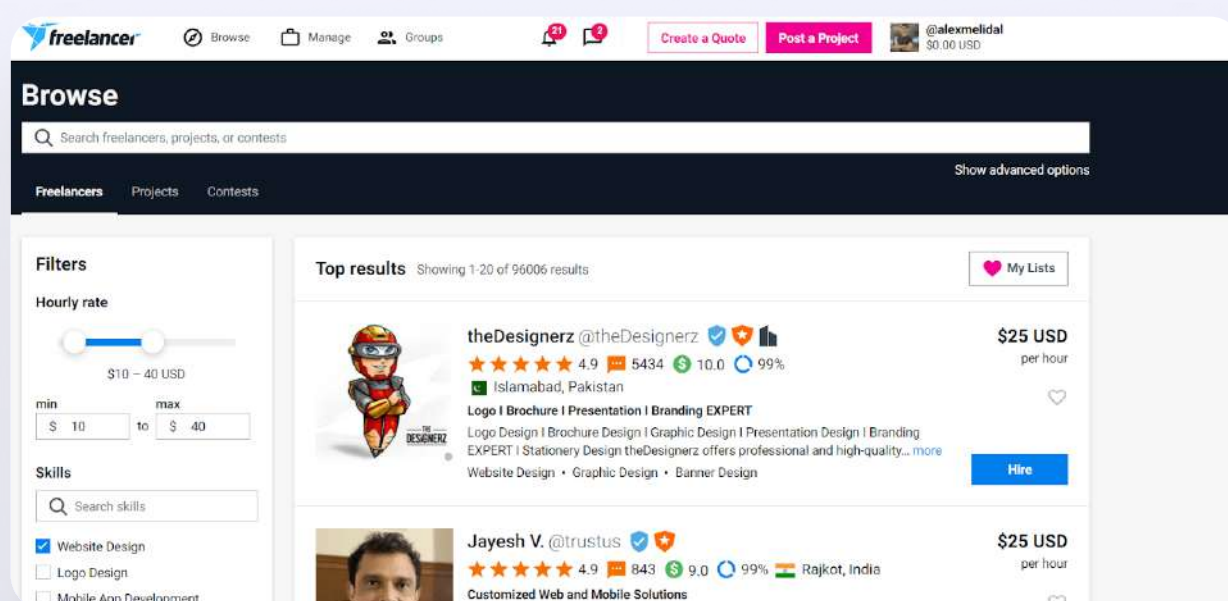 freelancer
Browse
Manage
Groups
21
2
Create a Quote
Post a Project
@alexmelidal
$0.00 USD
Browse
Search freelancers, projects, or contests
Show advanced options
Freelancers
Projects
Contests
Filters
Hourly rate
$10 – 40 USD
min
max
$ 10
to
$ 40
Skills
Search skills
Website Design
Logo Design
Mobile App Development
Top results Showing 1-20 of 96006 results
My Lists
THE
DESIGNERZ
theDesignerz @theDesignerz
4.9 5434 10.0 99%
Islamabad, Pakistan
Logo I Brochure I Presentation I Branding EXPERT
Logo Design I Brochure Design I Graphic Design I Presentation Design I Branding
EXPERT I Stationery Design theDesignerz offers professional and high-quality... more
Website Design • Graphic Design • Banner Design
$25 USD
per hour
Hire
Jayesh V. @trustus
4.9 843 9.0 99% Rajkot, India
Customized Web and Mobile Solutions
$25 USD
per hour